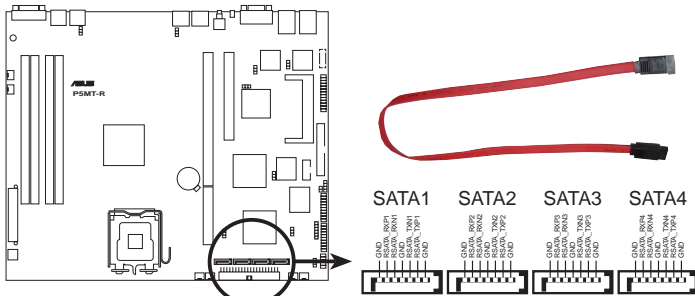 ASUS
P5MT-R
SATA1
GND
RSATA_RXP1
RSATA_RXN1
GND
RSATA_TXN1
RSATA_TXP1
GND
SATA2
GND
RSATA_RXP2
RSATA_RXN2
GND
RSATA_TXN2
RSATA_TXP2
GND
SATA3
GND
RSATA_RXP3
RSATA_RXN3
GND
RSATA_TXN3
RSATA_TXP3
GND
SATA4
GND
RSATA_RXP4
RSATA_RXN4
GND
RSATA_TXN4
RSATA_TXP4
GND